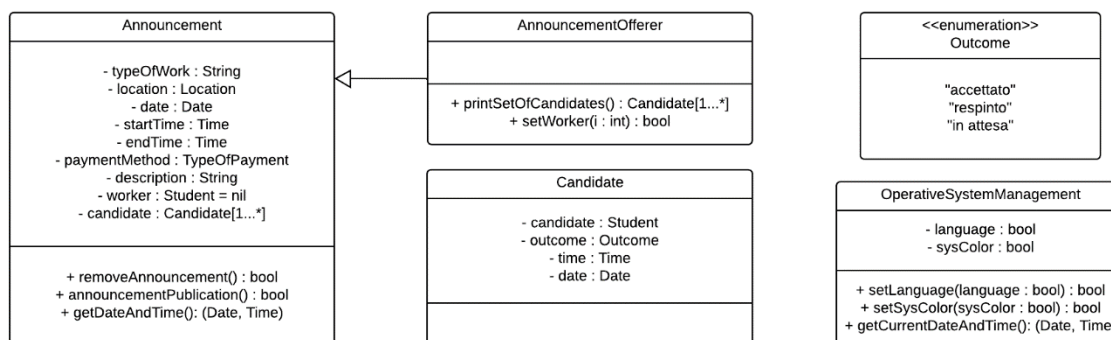 Announcement
- typeOfWork : String
- location : Location
- date : Date
- startTime : Time
- endTime : Time
- paymentMethod : TypeOfPayment
- description : String
- worker : Student = nil
- candidate : Candidate[1...*]
+ removeAnnouncement() : bool
+ announcementPublication() : bool
+ getDateAndTime(): (Date, Time)
AnnouncementOfferer
+ printSetOfCandidates() : Candidate[1...*]
+ setWorker(i : int) : bool
Candidate
- candidate : Student
- outcome : Outcome
- time : Time
- date : Date
<<enumeration>>
Outcome
"accettato"
"respinto"
"in attesa"
OperativeSystemManagement
- language : bool
- sysColor : bool
+ setLanguage(language : bool) : bool
+ setSysColor(sysColor : bool) : bool
+ getCurrentDateAndTime(): (Date, Time